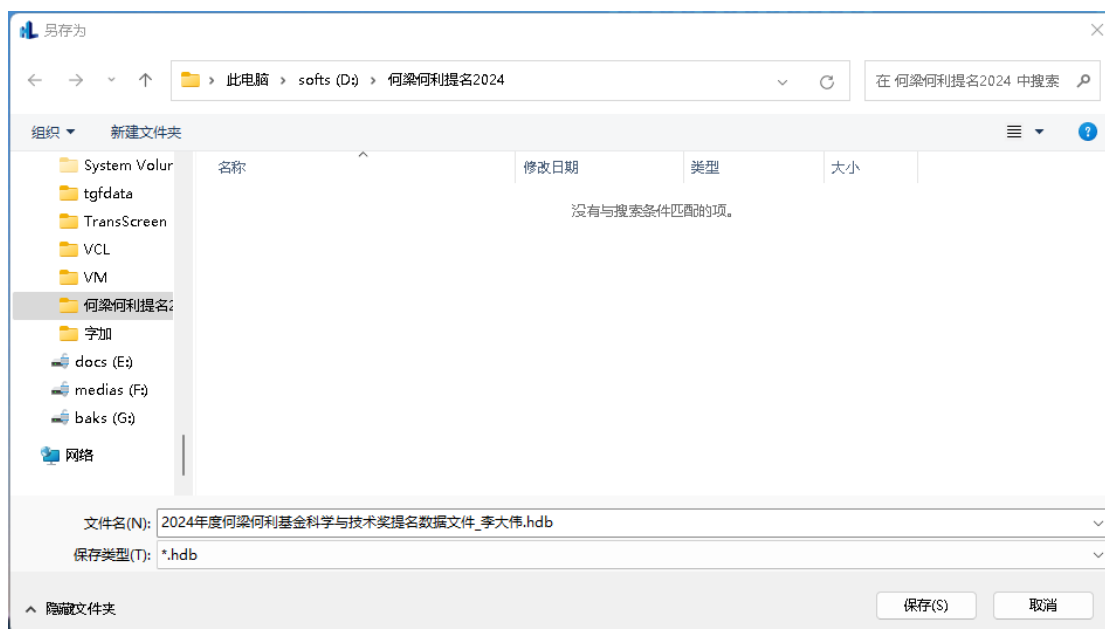 另存为
此电脑 > softs (D:) > 何梁何利提名2024
在 何梁何利提名2024 中搜索
组织 新建文件夹
名称 修改日期 类型 大小
没有与搜索条件匹配的项。
System Volur
tgfdata
TransScreen
VCL
VM
何梁何利提名2
字加
docs (E:)
medias (F:)
baks (G:)
网络
文件名(N): 2024年度何梁何利基金科学与技术奖提名数据文件_李大伟.hdb
保存类型(T): *.hdb
隐藏文件夹
保存(S) 取消